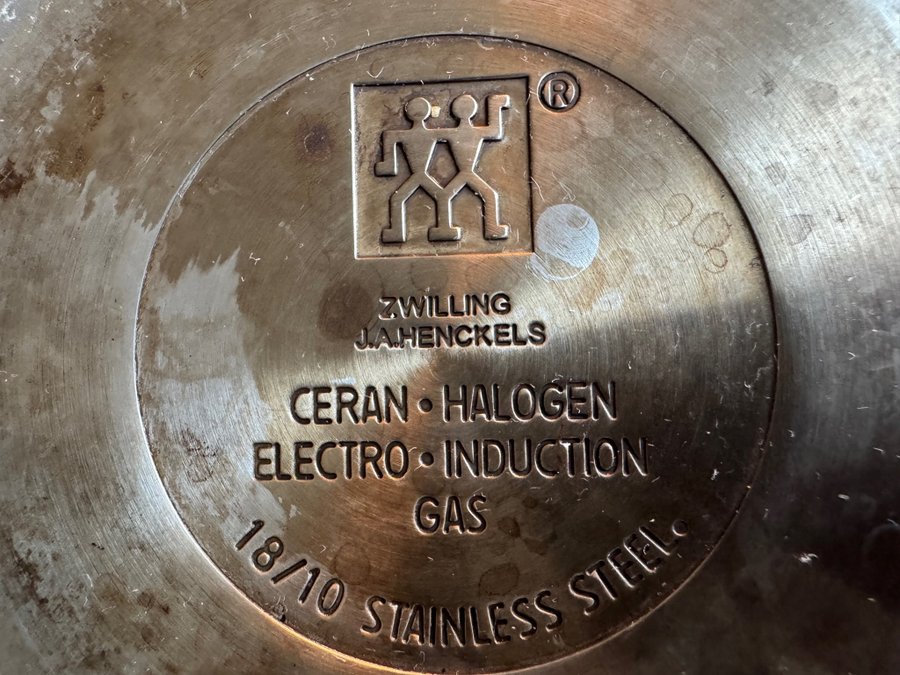 ®
ZWILLING
J.A.HENCKELS
CERAN • HALOGEN
ELECTRO • INDUCTION
GAS
18/10 STAINLESS STEEL.